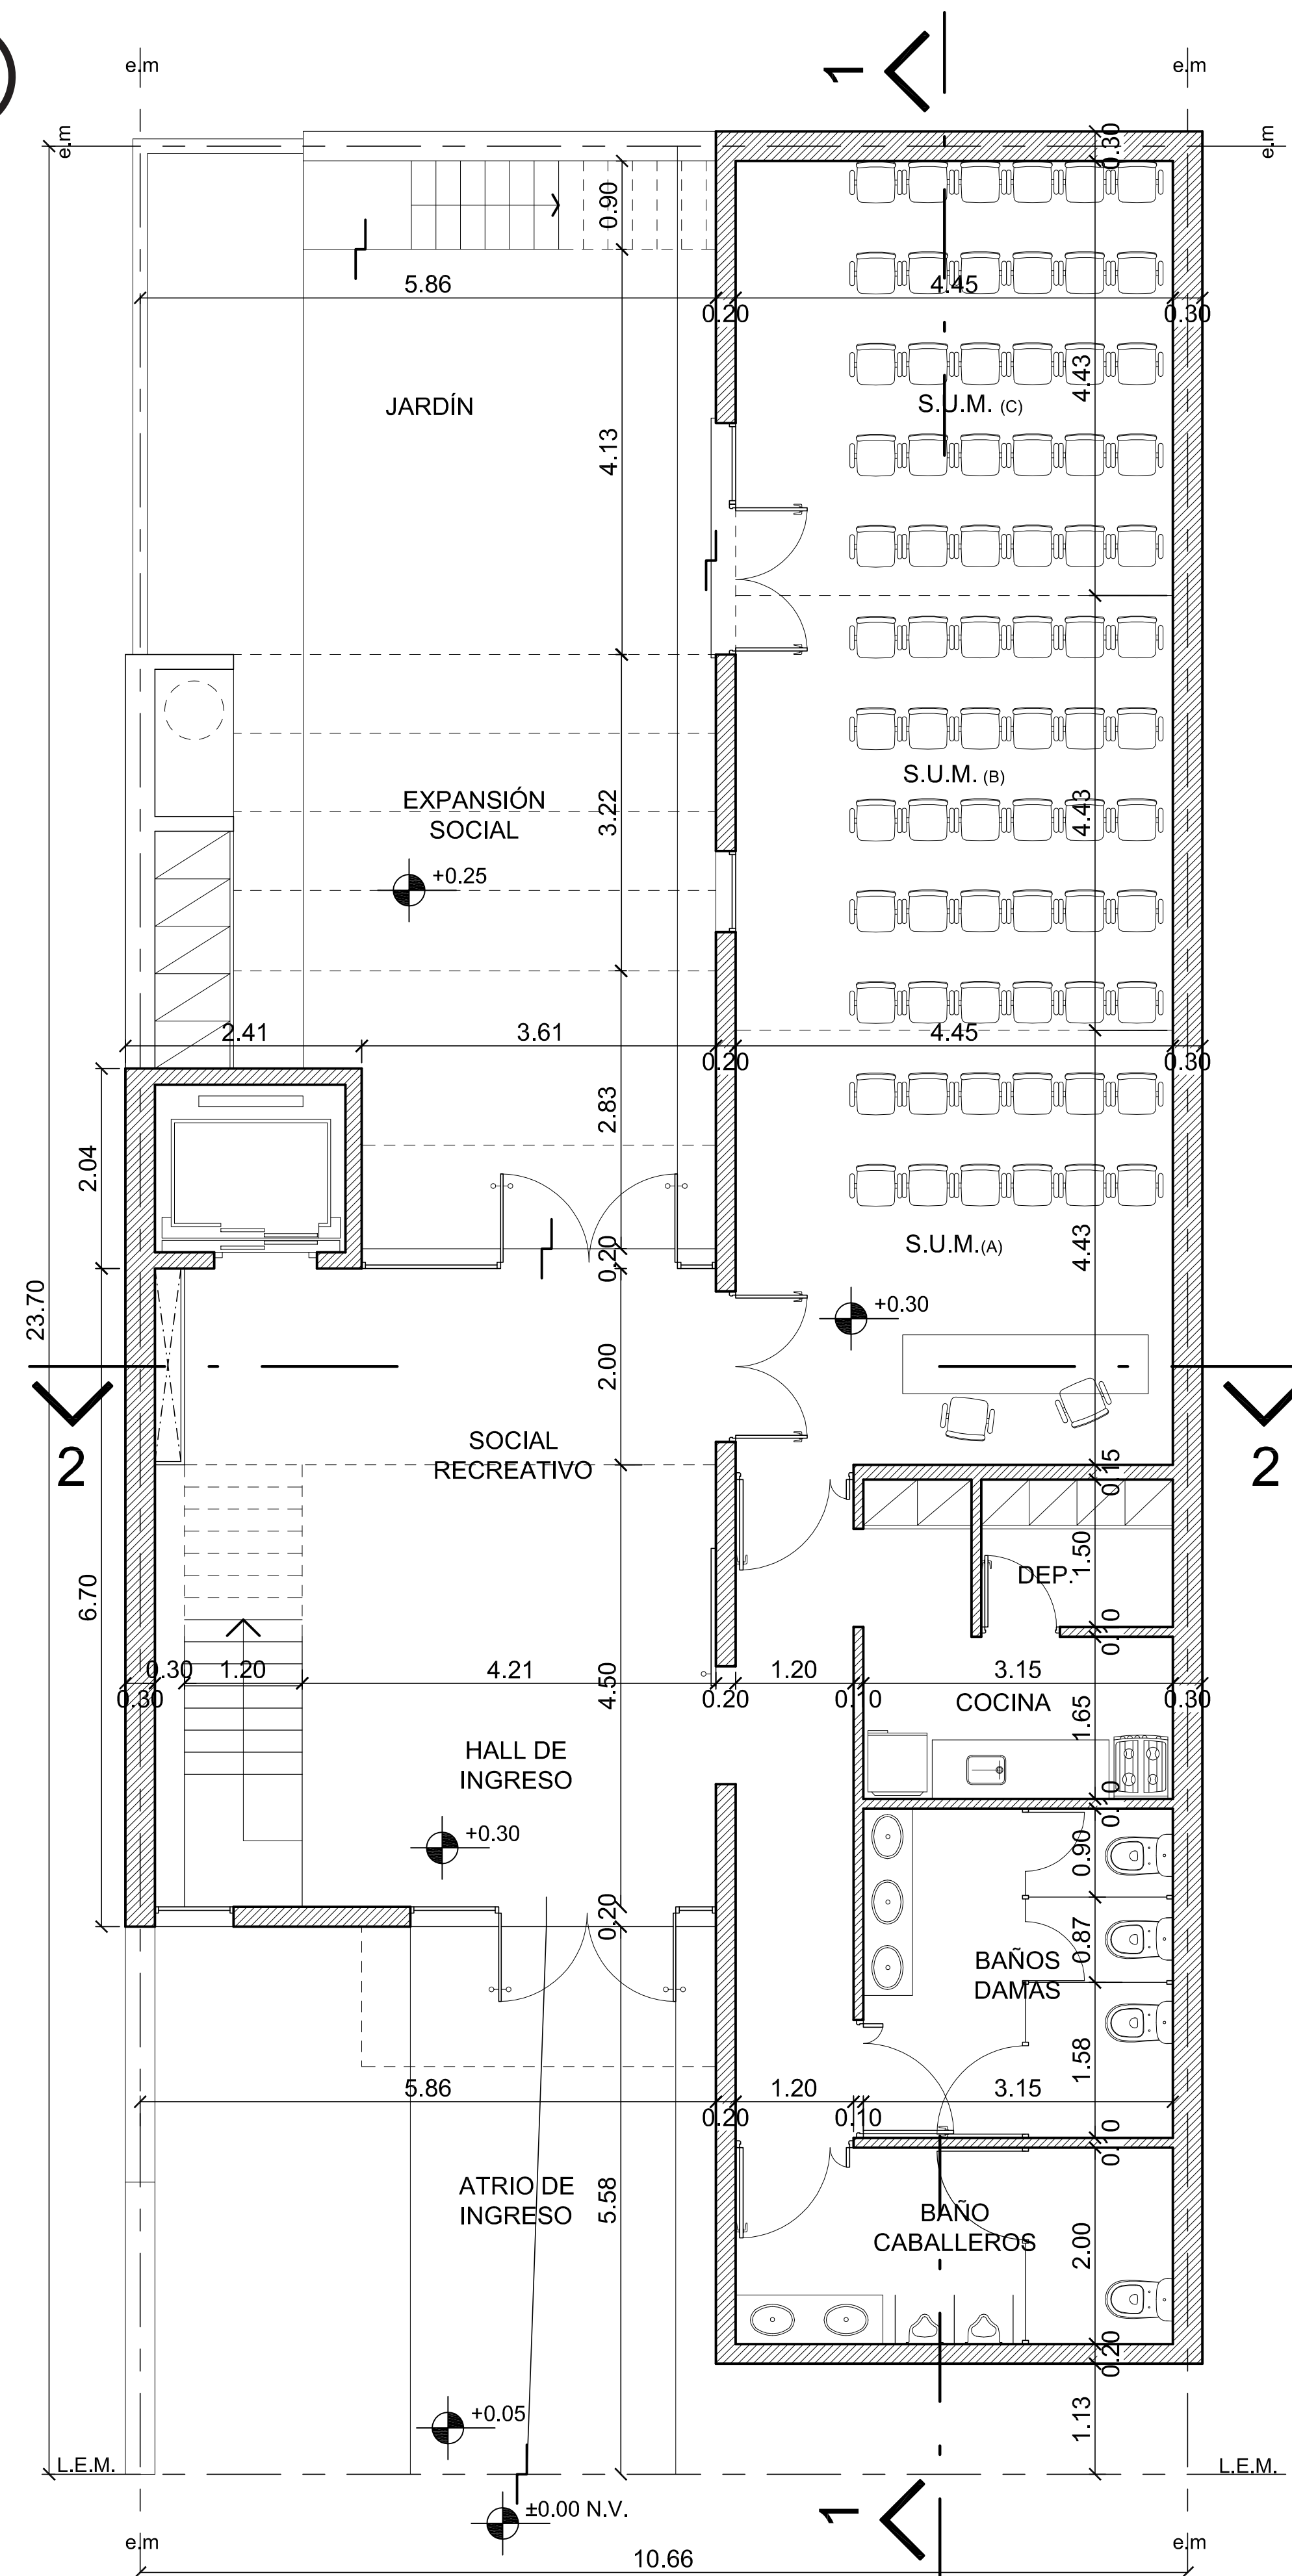 e.m
1
e.m
e.m
e.m
0.30
0.90
5.86
4.45
0.20
0.30
JARDÍN
4.13
4.43
S.U.M. (C)
S.U.M. (B)
EXPANSIÓN
SOCIAL
3.22
4.43
+0.25
2.41
3.61
4.45
0.20
0.30
2.83
2.04
0.20
S.U.M.(A)
4.43
+0.30
23.70
2.00
2
2
SOCIAL
RECREATIVO
0.15
1.50
DEP.
6.70
0.10
0.30
1.20
4.21
4.50
1.20
3.15
0.30
0.20
0.10
0.30
COCINA
1.65
HALL DE
INGRESO
0.10
+0.30
0.90
0.20
0.87
BAÑOS
DAMAS
1.58
5.86
1.20
3.15
0.20
0.10
0.10
ATRIO DE
INGRESO
5.58
BAÑO
CABALLEROS
2.00
0.20
+0.05
1.13
L.E.M.
L.E.M.
±0.00 N.V.
1
e.m
e.m
10.66